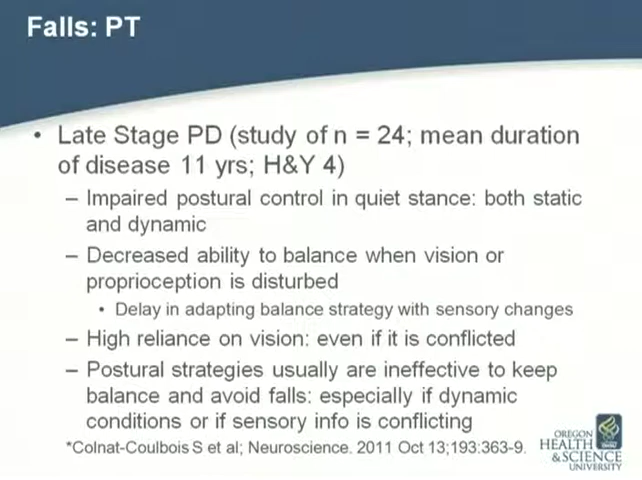 Falls: PT
• Late Stage PD (study of n = 24; mean duration
of disease 11 yrs; H&Y 4)
– Impaired postural control in quiet stance: both static
and dynamic
– Decreased ability to balance when vision or
proprioception is disturbed
• Delay in adapting balance strategy with sensory changes
– High reliance on vision: even if it is conflicted
– Postural strategies usually are ineffective to keep
balance and avoid falls: especially if dynamic
conditions or if sensory info is conflicting
*Colnat-Coulbois S et al; Neuroscience. 2011 Oct 13;193:363-9.
OREGON
HEALTH
&SCIENCE
UNIVERSITY